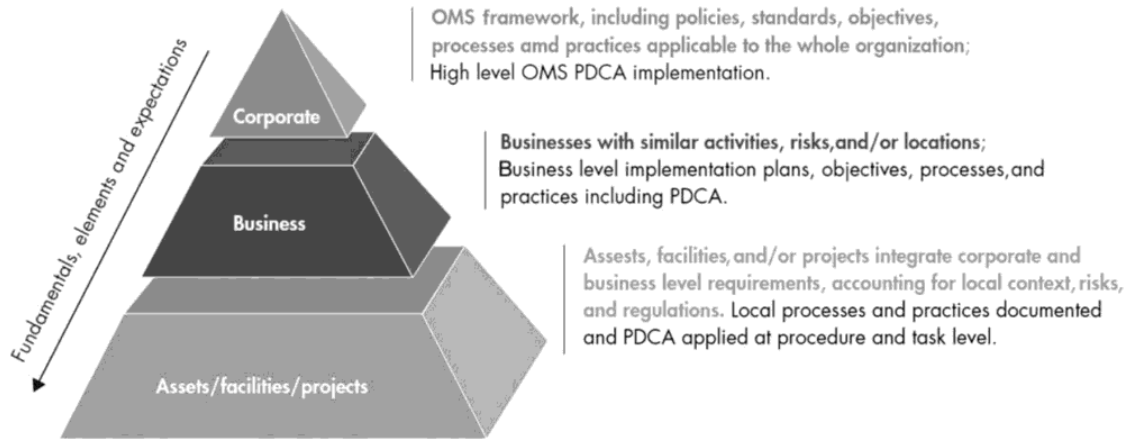 OMS framework, including policies, standards, objectives,
processes amd practices applicable to the whole organization;
High level OMS PDCA implementation.
Corporate
Businesses with similar activities, risks,and/or locations;
Business level implementation plans, objectives, processes,and
practices including PDCA.
Business
Assests, facilities,and/or projects integrate corporate and
business level requirements, accounting for local context,risks,
and regulations. Local processes and practices documented
and PDCA applied at procedure and task level.
Assets/facilities/projects
Fundamentals, elements and expectations